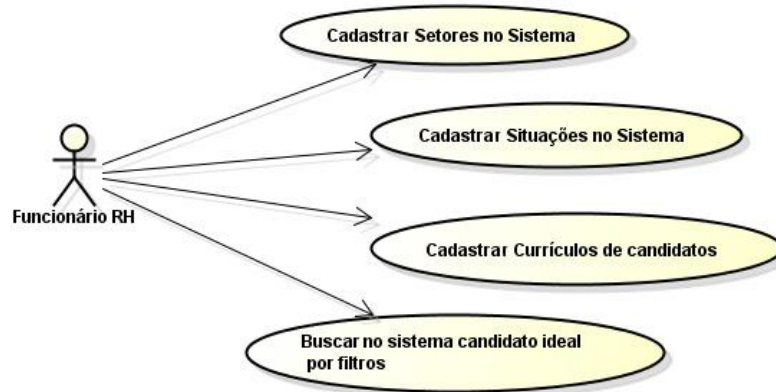 Cadastrar Setores no Sistema
Cadastrar Situações no Sistema
Funcionário RH
Cadastrar Currículos de candidatos
Buscar no sistema candidato ideal
por filtros